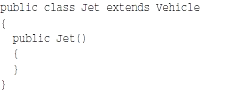 public class Jet extends Vehicle
{
  public Jet()
  {
  }
}